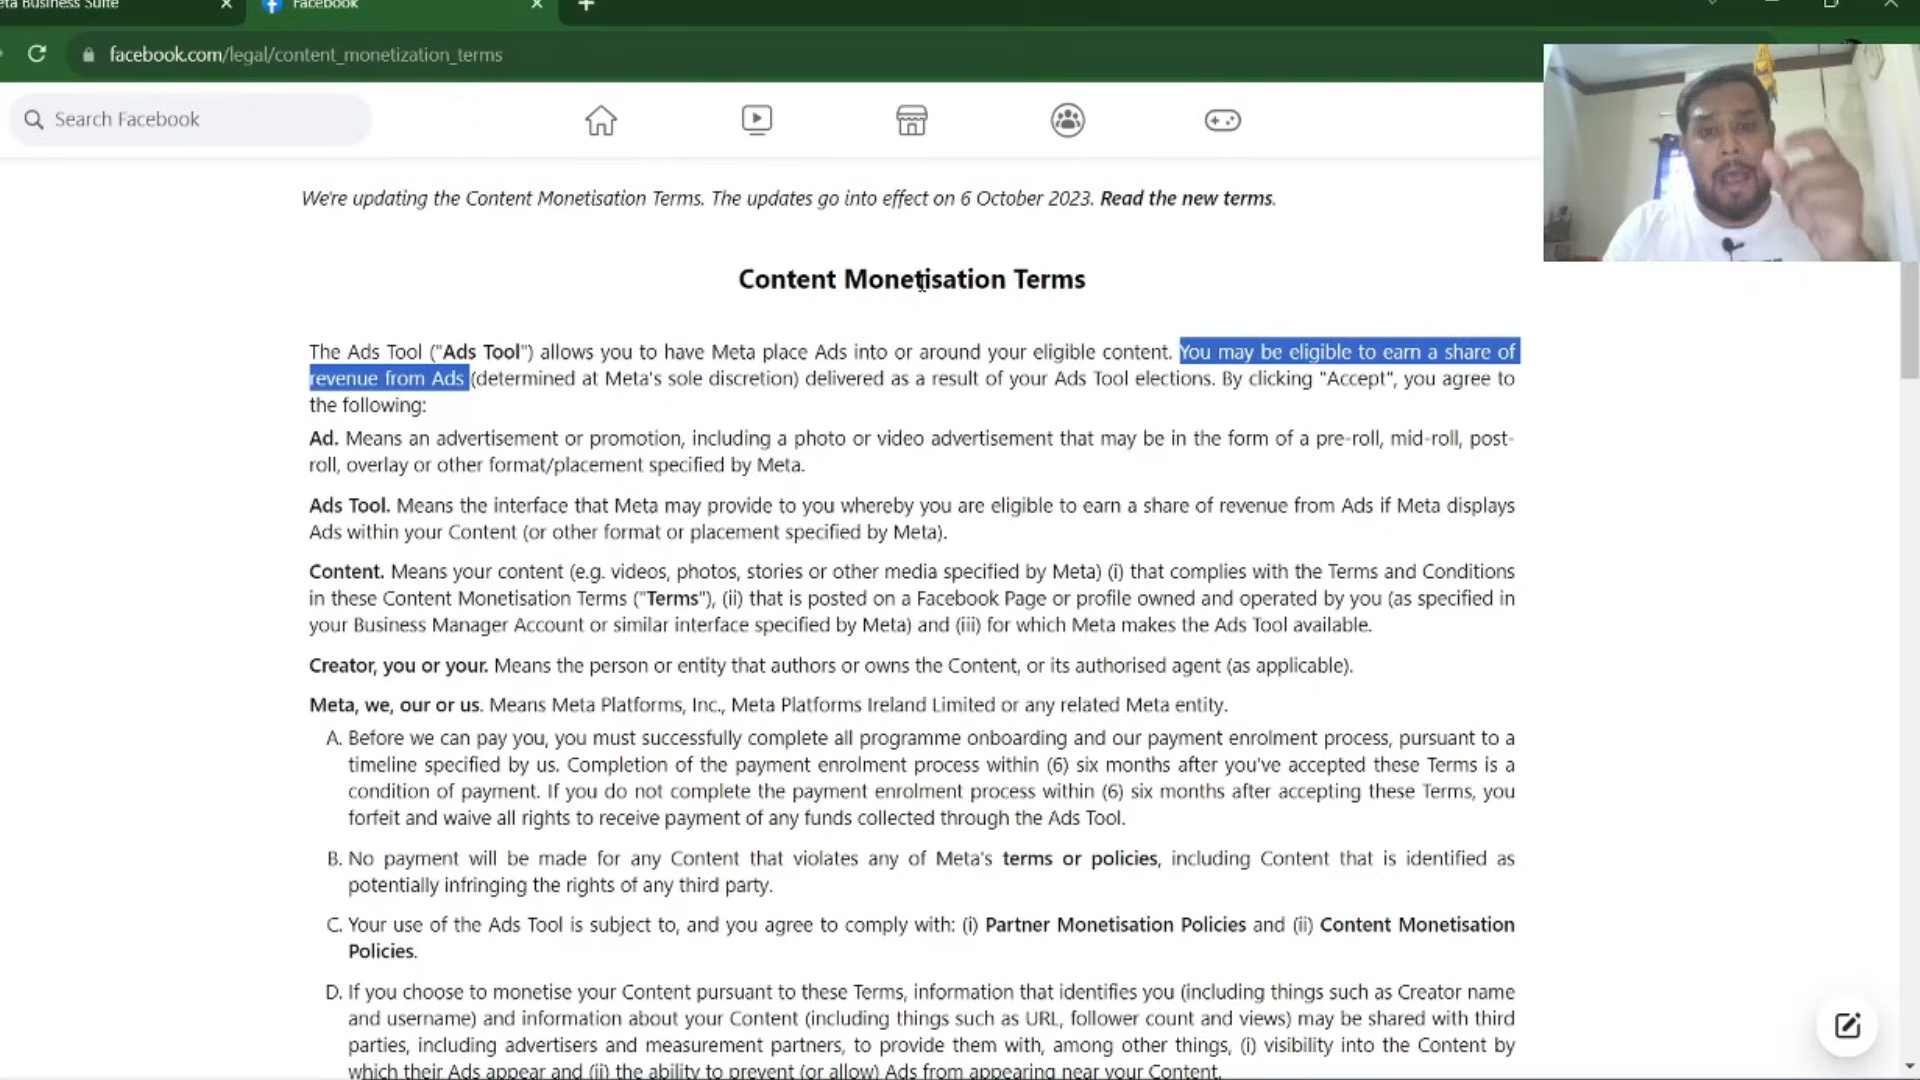 eta Business Suite
Facebook
facebook.com/legal/content_monetization_terms
Search Facebook
We're updating the Content Monetisation Terms. The updates go into effect on 6 October 2023. Read the new terms.
Content Monetisation Terms
The Ads Tool ("Ads Tool") allows you to have Meta place Ads into or around your eligible content. You may be eligible to earn a share of
revenue from Ads (determined at Meta's sole discretion) delivered as a result of your Ads Tool elections. By clicking "Accept", you agree to
the following:
Ad. Means an advertisement or promotion, including a photo or video advertisement that may be in the form of a pre-roll, mid-roll, post-
roll, overlay or other format/placement specified by Meta.
Ads Tool. Means the interface that Meta may provide to you whereby you are eligible to earn a share of revenue from Ads if Meta displays
Ads within your Content (or other format or placement specified by Meta).
Content. Means your content (e.g. videos, photos, stories or other media specified by Meta) (i) that complies with the Terms and Conditions
in these Content Monetisation Terms ("Terms"), (ii) that is posted on a Facebook Page or profile owned and operated by you (as specified in
your Business Manager Account or similar interface specified by Meta) and (iii) for which Meta makes the Ads Tool available.
Creator, you or your. Means the person or entity that authors or owns the Content, or its authorised agent (as applicable).
Meta, we, our or us. Means Meta Platforms, Inc., Meta Platforms Ireland Limited or any related Meta entity.
A. Before we can pay you, you must successfully complete all programme onboarding and our payment enrolment process, pursuant to a
timeline specified by us. Completion of the payment enrolment process within (6) six months after you've accepted these Terms is a
condition of payment. If you do not complete the payment enrolment process within (6) six months after accepting these Terms, you
forfeit and waive all rights to receive payment of any funds collected through the Ads Tool.
B. No payment will be made for any Content that violates any of Meta's terms or policies, including Content that is identified as
potentially infringing the rights of any third party.
C. Your use of the Ads Tool is subject to, and you agree to comply with: (i) Partner Monetisation Policies and (ii) Content Monetisation
Policies.
D. If you choose to monetise your Content pursuant to these Terms, information that identifies you (including things such as Creator name
and username) and information about your Content (including things such as URL, follower count and views) may be shared with third
parties, including advertisers and measurement partners, to provide them with, among other things, (i) visibility into the Content by
which their Ads appear and (ii) the ability to prevent (or allow) Ads from appearing near your Content.